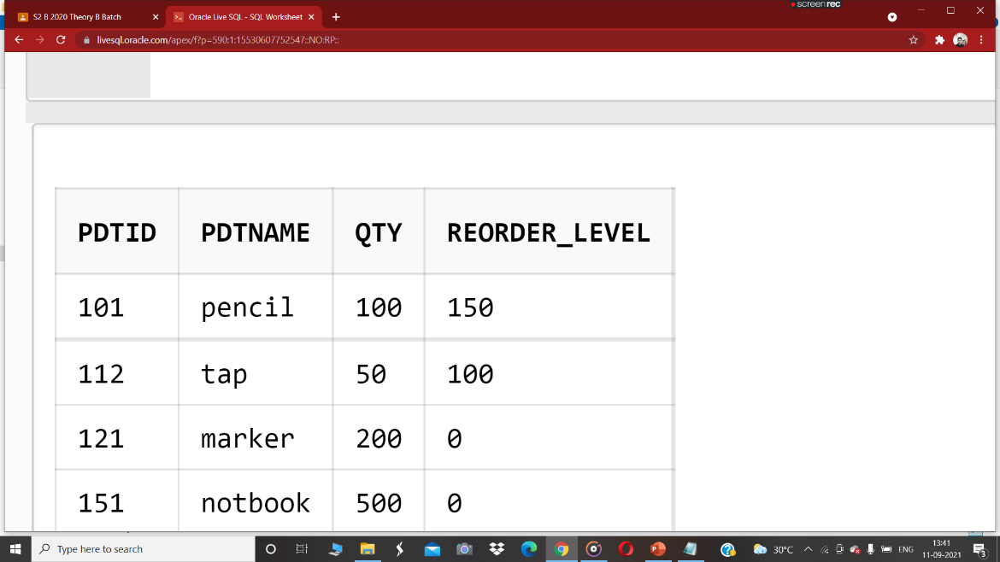 screenrec
S2 B 2020 Theory B Batch
Oracle Live SQL - SQL Worksheet
livesql.oracle.com/apex/f?p=590:1:15530607752547::NO:RP::
PDTID PDTNAME QTY REORDER_LEVEL
101 pencil 100 150
112 tap 50 100
121 marker 200 0
151 notbook 500 0
Type here to search
30°C
ENG
13:41
11-09-2021
3